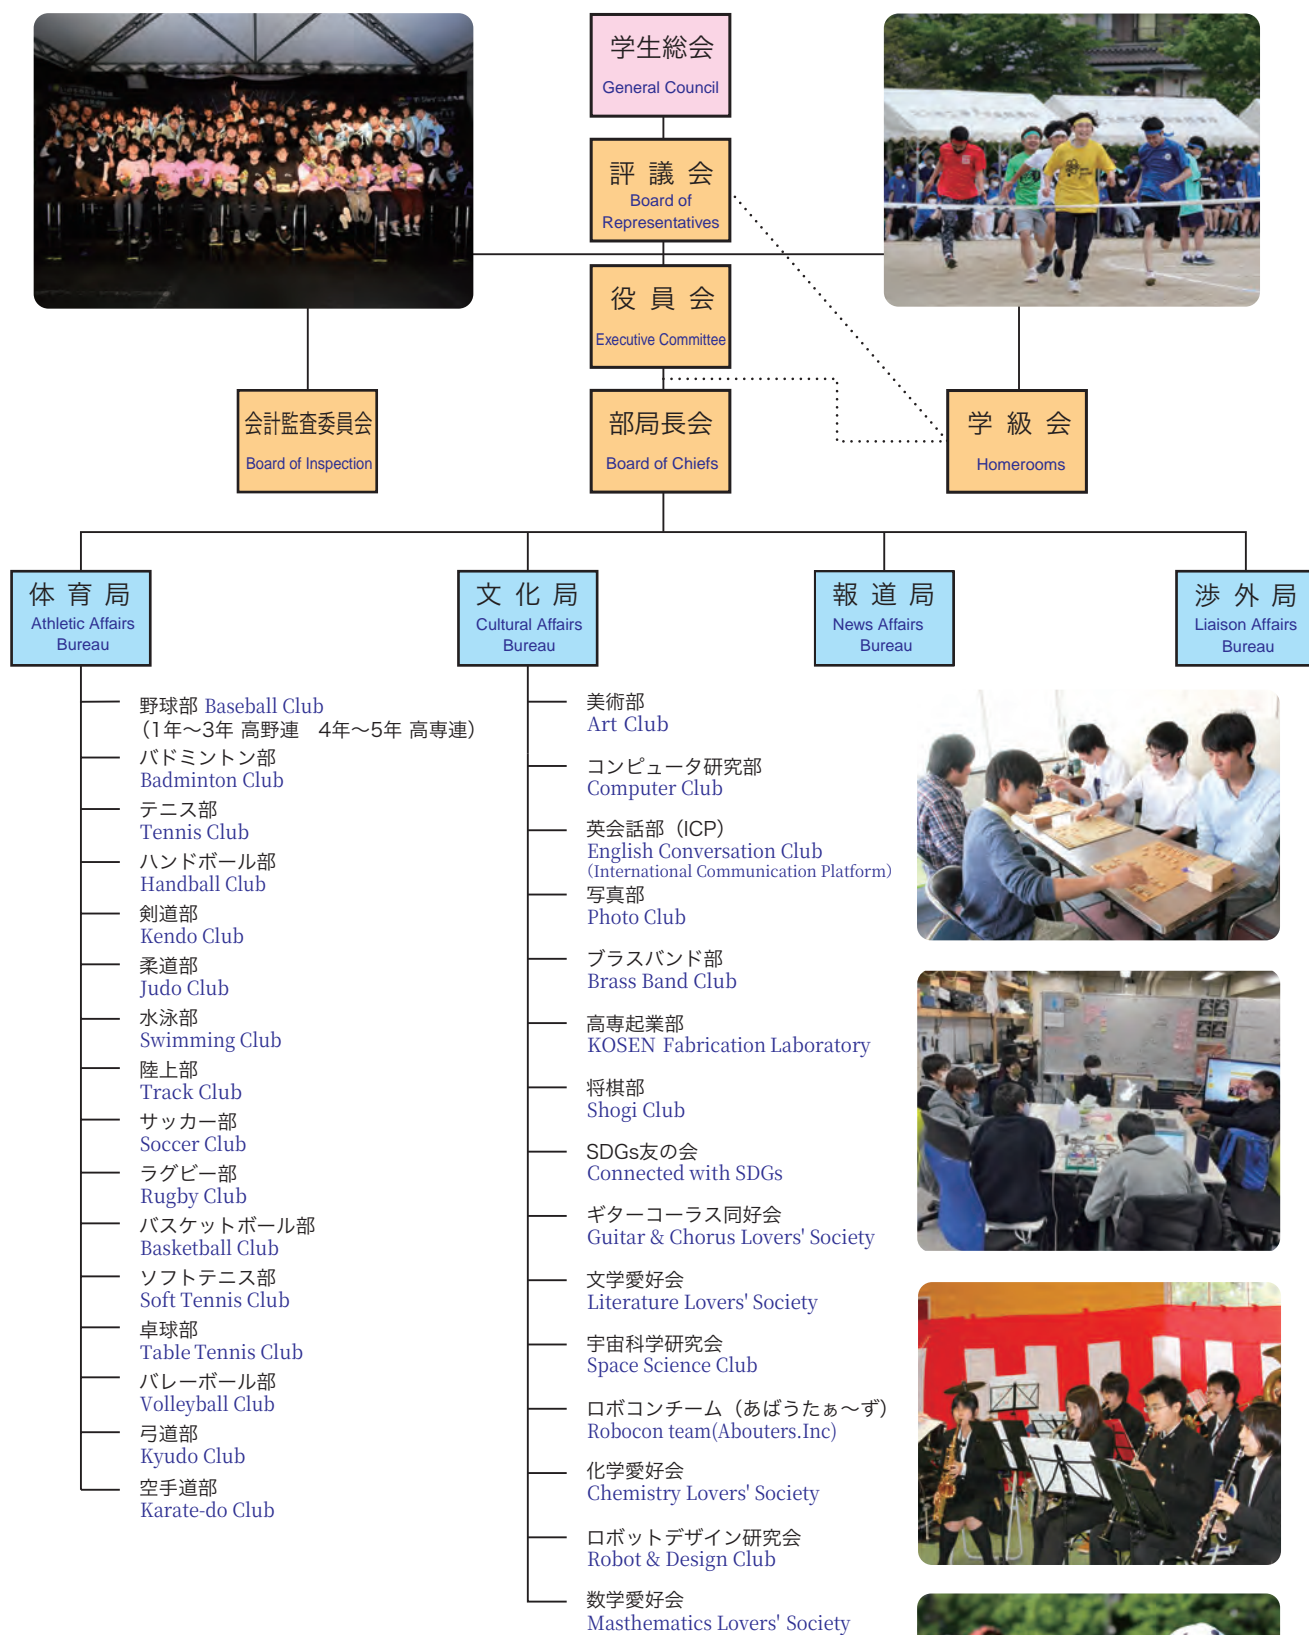 学生総会
General Council
評議会
Board of
Representatives
役員会
Executive Committee
会計監査委員会
Board of Inspection
部局長会
Board of Chiefs
学級会
Homerooms
体育局
Athletic Affairs
Bureau
文化局
Cultural Affairs
Bureau
報道局
News Affairs
Bureau
渉外局
Liaison Affairs
Bureau
野球部 Baseball Club
(1年～3年 高野連　4年～5年 高専連)
バドミントン部
Badminton Club
テニス部
Tennis Club
ハンドボール部
Handball Club
剣道部
Kendo Club
柔道部
Judo Club
水泳部
Swimming Club
陸上部
Track Club
サッカー部
Soccer Club
ラグビー部
Rugby Club
バスケットボール部
Basketball Club
ソフトテニス部
Soft Tennis Club
卓球部
Table Tennis Club
バレーボール部
Volleyball Club
弓道部
Kyudo Club
空手道部
Karate-do Club
美術部
Art Club
コンピュータ研究部
Computer Club
英会話部（ICP）
English Conversation Club
(International Communication Platform)
写真部
Photo Club
ブラスバンド部
Brass Band Club
高専起業部
KOSEN Fabrication Laboratory
将棋部
Shogi Club
SDGs友の会
Connected with SDGs
ギターコーラス同好会
Guitar & Chorus Lovers' Society
文学愛好会
Literature Lovers' Society
宇宙科学研究会
Space Science Club
ロボコンチーム（あばうたぁ～ず）
Robocon team(Abouters.Inc)
化学愛好会
Chemistry Lovers' Society
ロボットデザイン研究会
Robot & Design Club
数学愛好会
Masthematics Lovers' Society